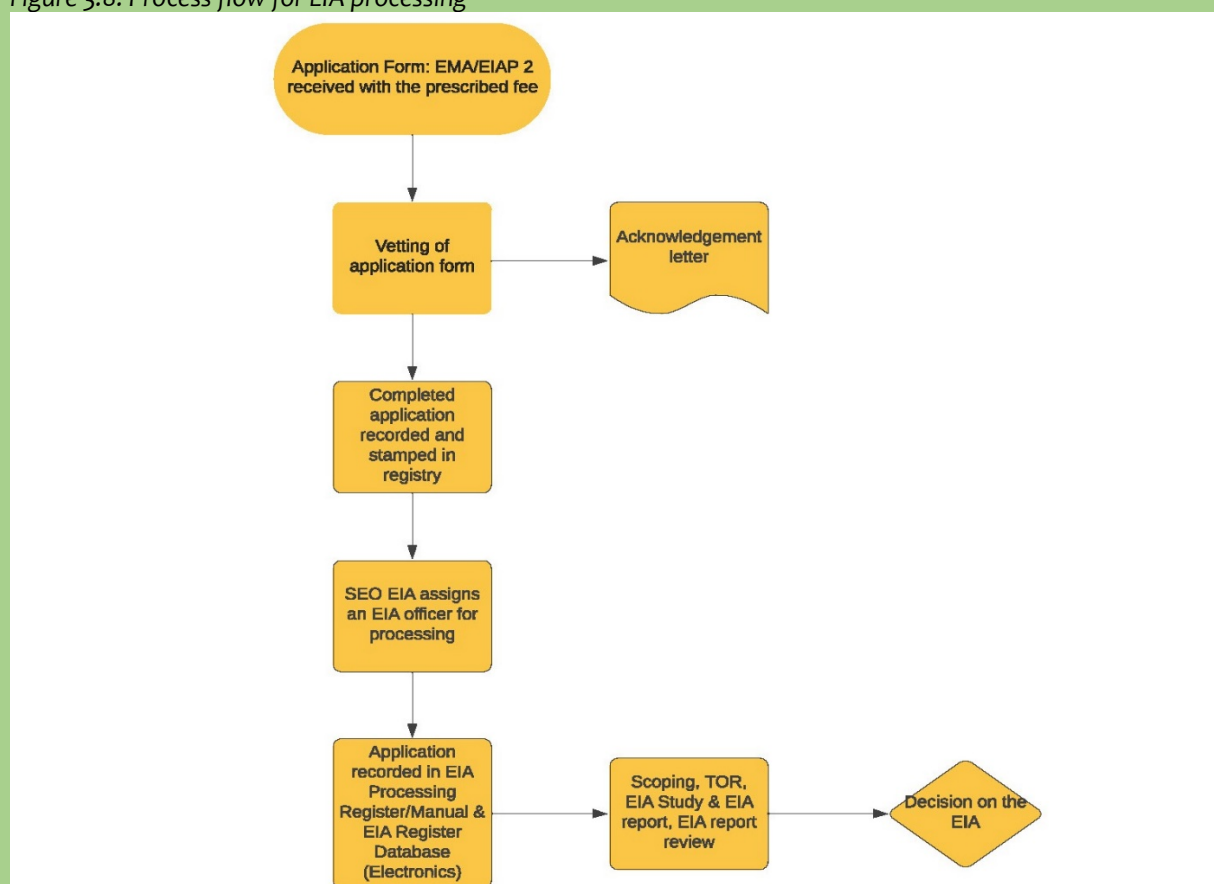 Figure 5.8: Process flow for EIA processing
Application Form: EMA/EIAP 2
received with the prescribed fee
Vetting of
application form
Acknowledgement
letter
Completed
application
recorded and
stamped in
registry
SEO EIA assigns
an EIA officer for
processing
Application
recorded in EIA
Processing
Register/Manual &
EIA Register
Database
(Electronics)
Scoping, TOR,
EIA Study & EIA
report, EIA report
review
Decision on the
EIA